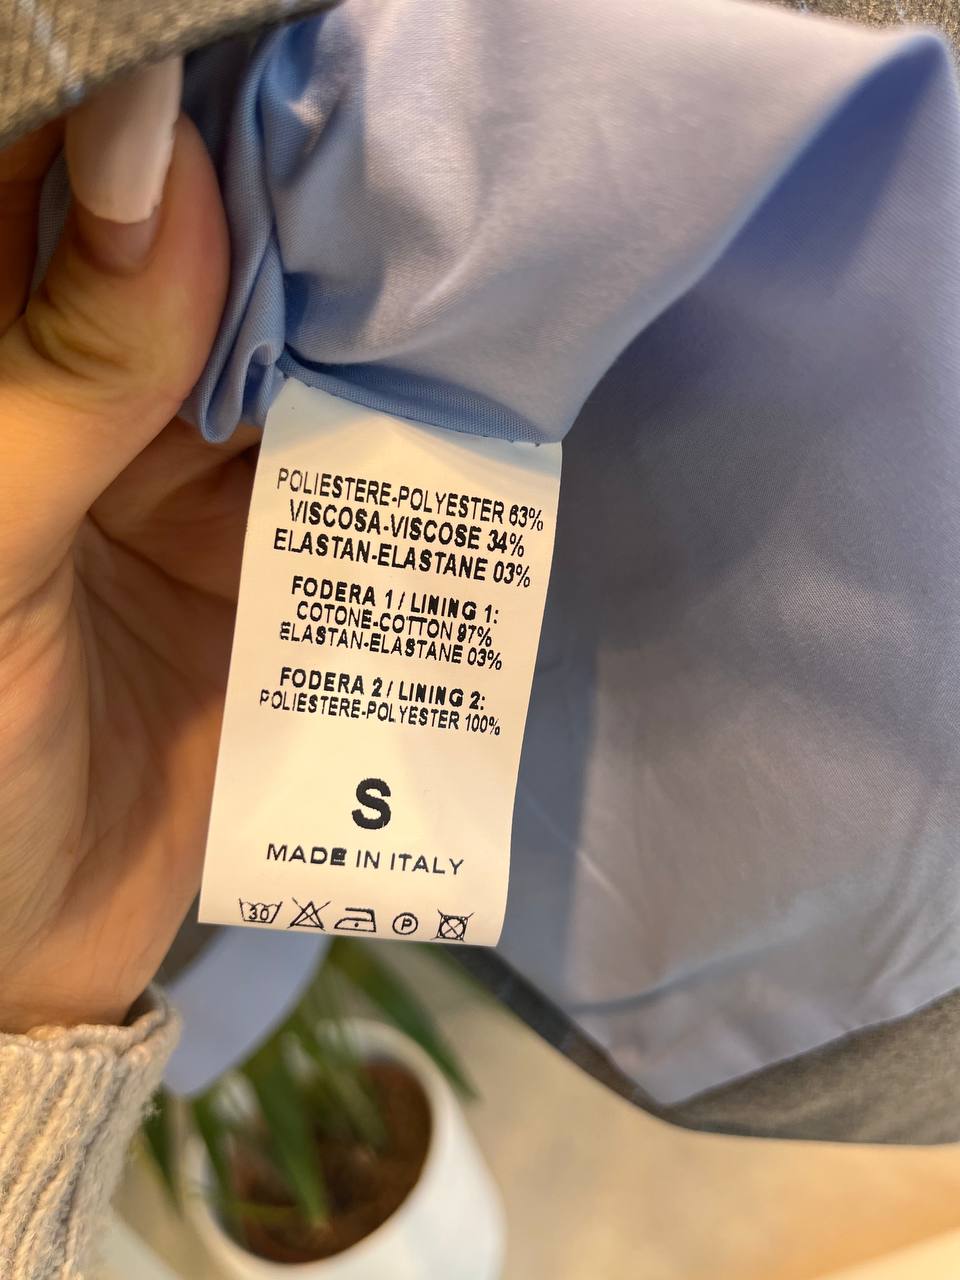 POLIESTERE-POLYESTER 63%
VISCOSA-VISCOSE 34%
ELASTAN-ELASTANE 03%
FODERA 1 / LINING 1:
COTONE-COTTON 97%
ELASTAN-ELASTANE 03%
FODERA 2 / LINING 2:
POLIESTERE-POLYESTER 100%
S
MADE IN ITALY
30 P